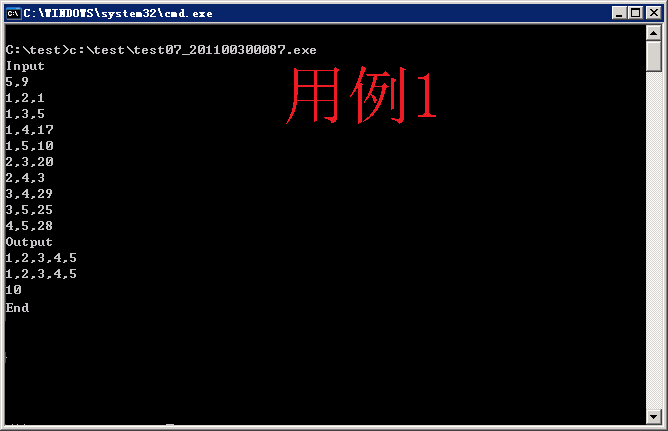 C:\WINDOWS\system32\cmd.exe
C:\test>c:\test\test07_201100300087.exe
Input
用例1
5,9
1,2,1
1,3,5
1,4,17
1,5,10
2,3,20
2,4,3
3,4,29
3,5,25
4,5,28
Output
1,2,3,4,5
1,2,3,4,5
10
End